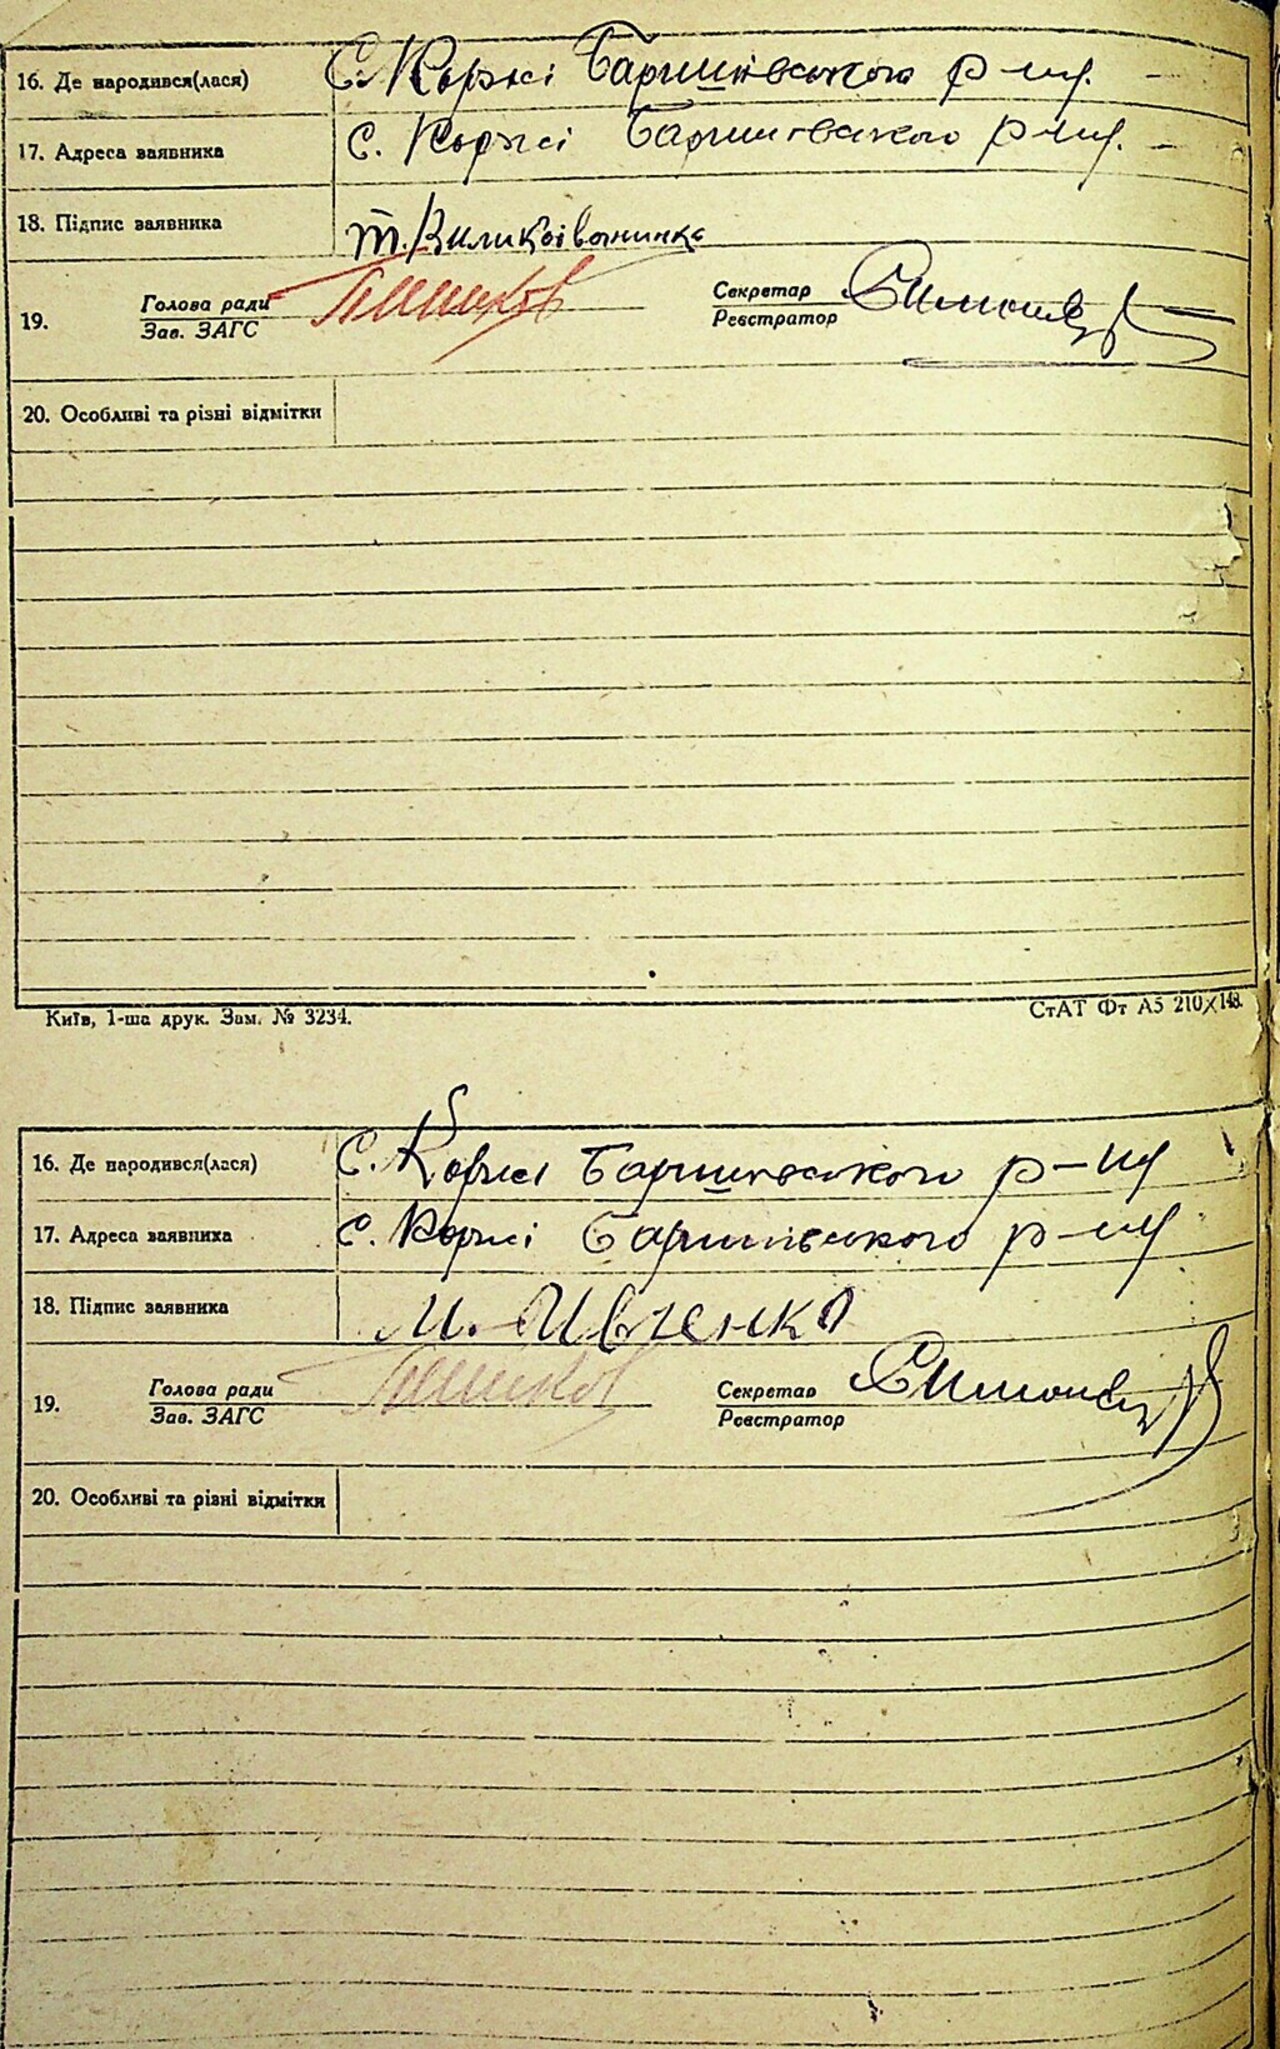 16. Де народився(лася) С. Коржі Баришівського р-ну. –
17. Адреса заявника с. Коржі Баришівського р-ну. –
18. Підпис заявника
19. Голова ради Секретар
Зав. ЗАГС Реєстратор
20. Особливі та різні відмітки
Київ, 1-ша друк. Зам. № 3234. СтАТ Фт А5 210X148.
16. Де народився(лася) с. Коржі Баришівського р-ну
17. Адреса заявника с. Коржі Баришівського р-ну
18. Підпис заявника И. Ивченко
19. Голова ради Секретар
Зав. ЗАГС Реєстратор
20. Особливі та різні відмітки